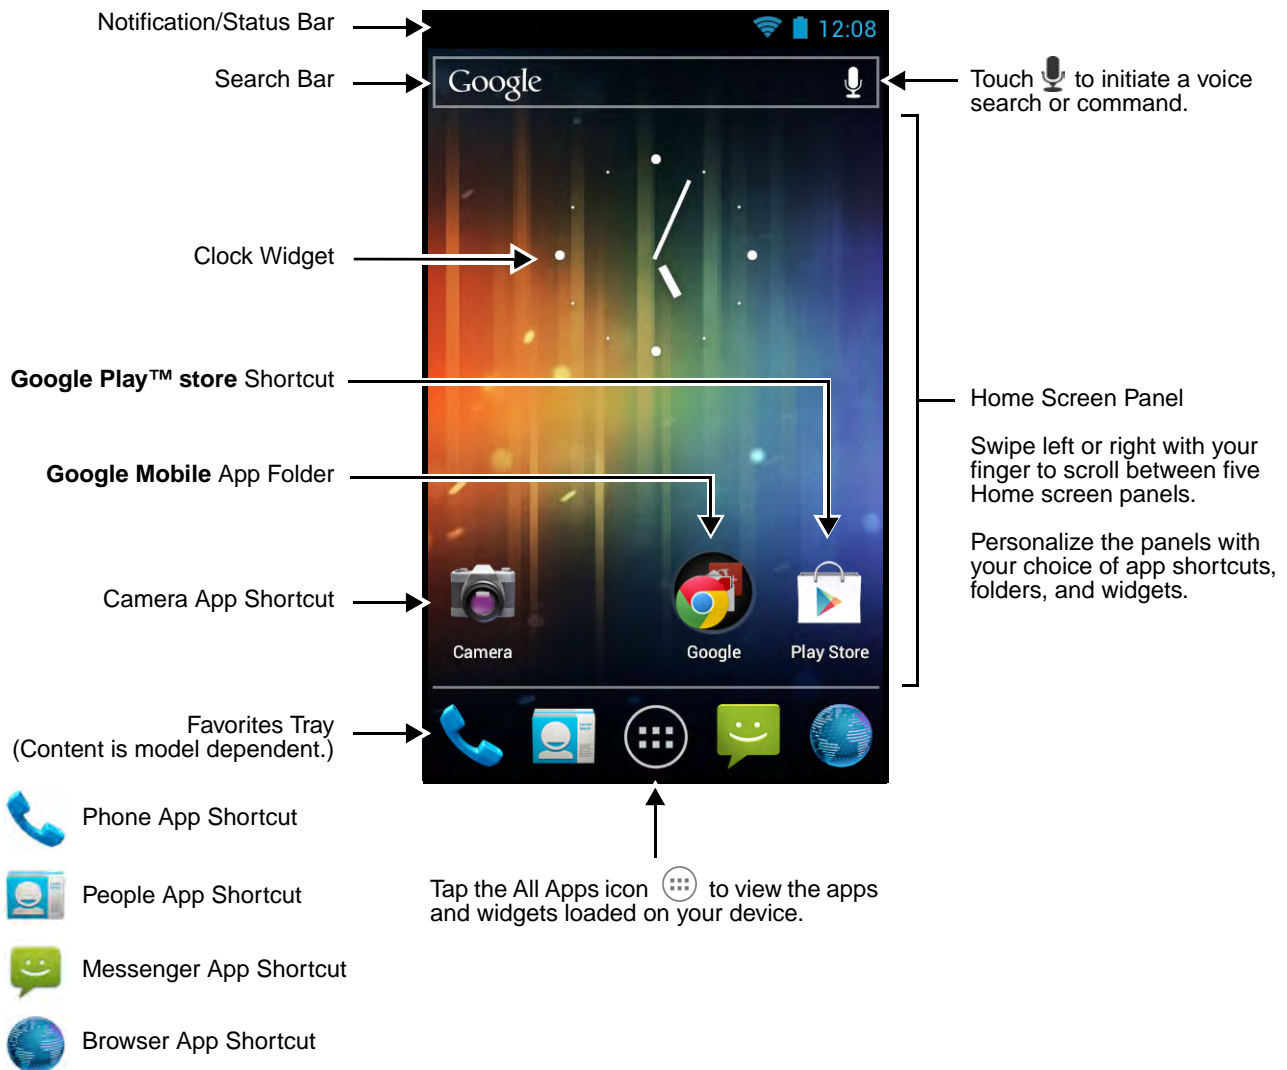 Notification/Status Bar
12:08
Search Bar
Google
Touch to initiate a voice
search or command.
Clock Widget
Google Play™ store Shortcut
Google Mobile App Folder
Home Screen Panel
Swipe left or right with your
finger to scroll between five
Home screen panels.
Personalize the panels with
your choice of app shortcuts,
folders, and widgets.
Camera App Shortcut
Camera
Google
Play Store
Favorites Tray
(Content is model dependent.)
Phone App Shortcut
People App Shortcut
Messenger App Shortcut
Browser App Shortcut
Tap the All Apps icon to view the apps
and widgets loaded on your device.